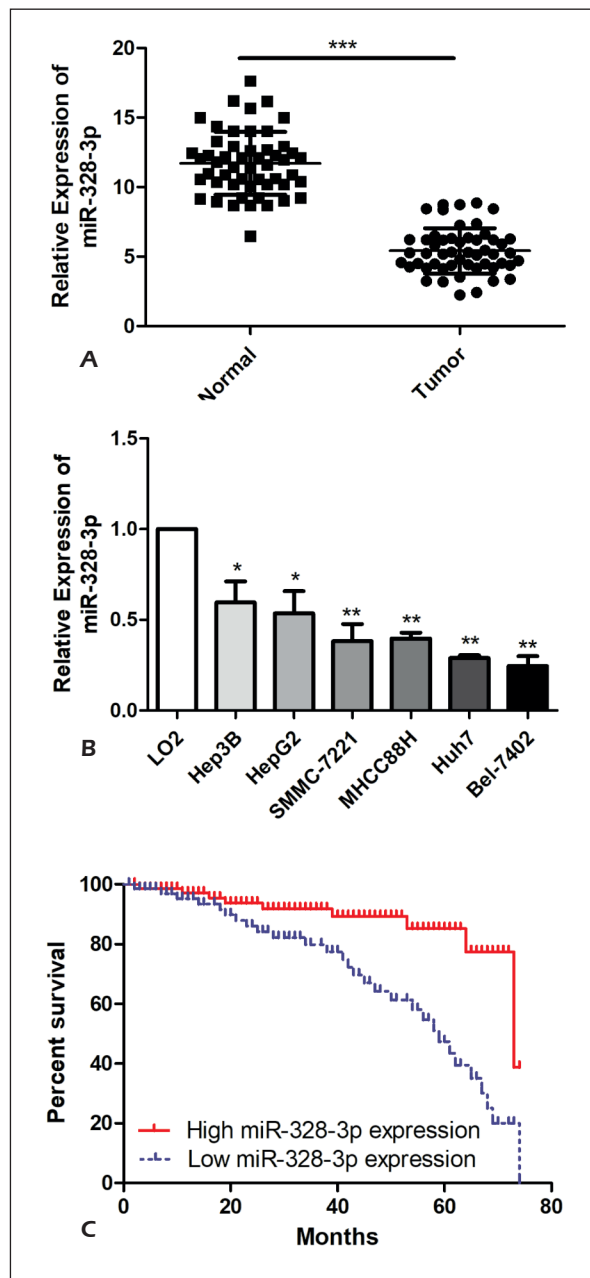 ***
20
15
10
5
0
Relative Expression of
miR-328-3p
Normal
Tumor
A
1.5
1.0
0.5
0.0
Relative Expression of
miR-328-3p
*
*
**
**
**
**
LO2
Hep3B
HepG2
SMMC-7221
MHCC88H
Huh7
Bel-7402
B
100
80
60
40
20
0
Percent survival
High miR-328-3p expression
Low miR-328-3p expression
0
20
40
60
80
Months
C